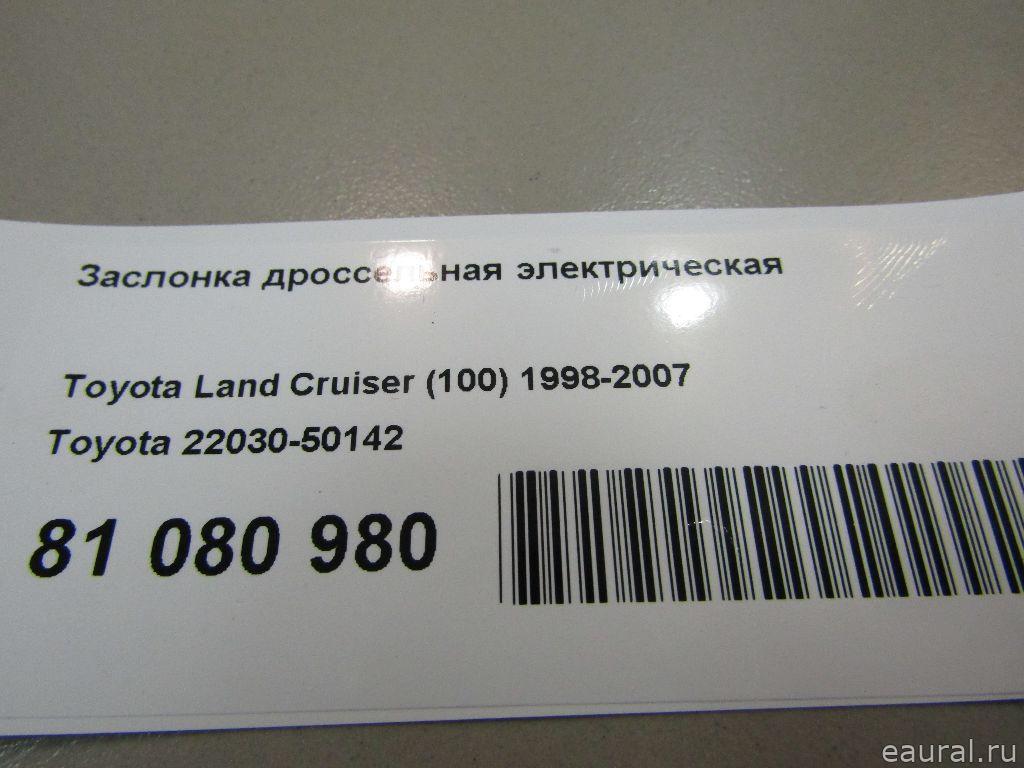 Заслонка дроссельная электрическая
Toyota Land Cruiser (100) 1998-2007
Toyota 22030-50142
81 080 980
eaural.ru